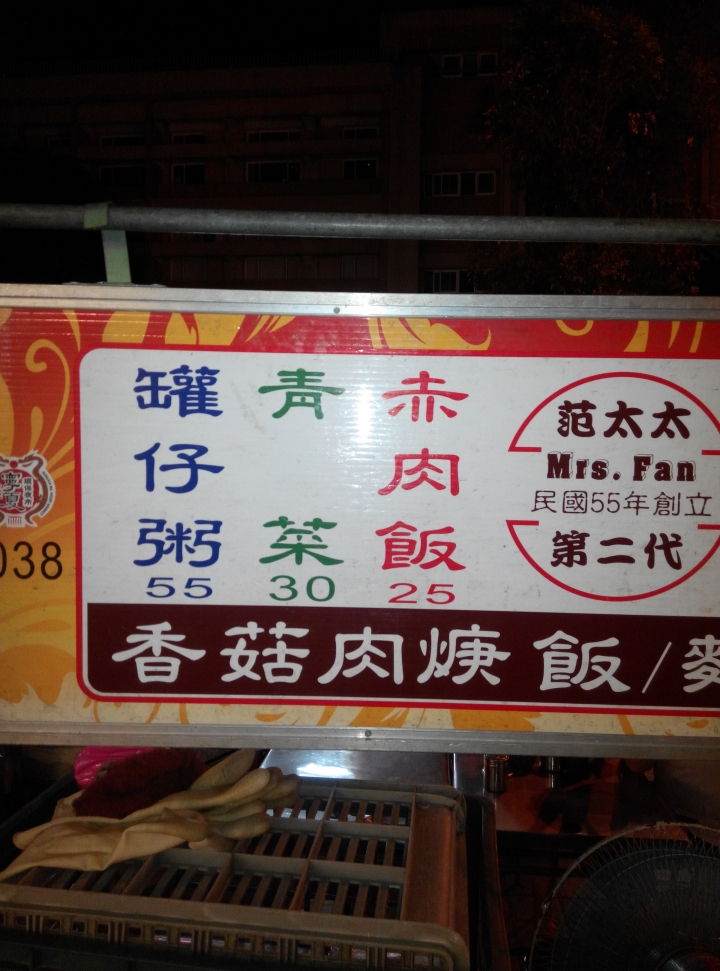 赤肉飯
25
青菜
30
罐仔粥
55
范太太
Mrs. Fan
民國55年創立
第二代
038
香菇肉焿 飯/麵